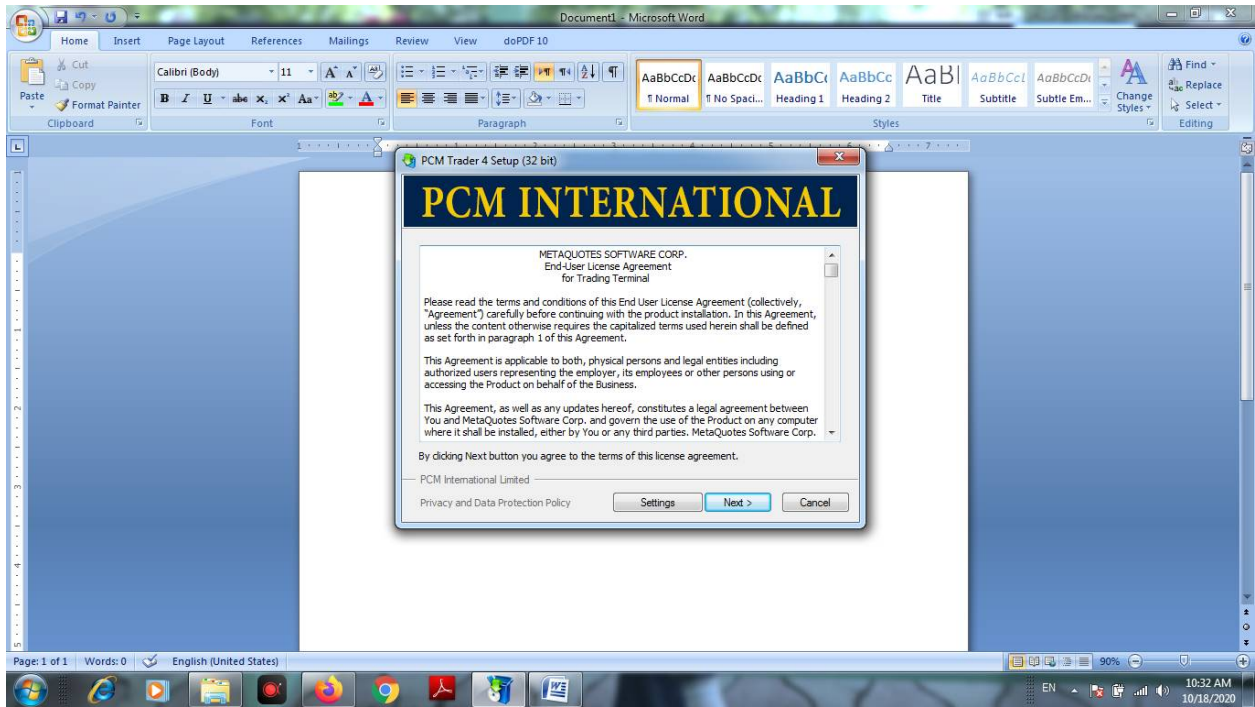 Document1 - Microsoft Word
Home Insert Page Layout References Mailings Review View doPDF 10
Cut
Copy
Format Painter
Paste
Clipboard
Calibri (Body) 11
Font
Paragraph
AaBbCcDc AaBbCcDc AaBbC( AaBbCc AaB AaBbCcL AaBbCcDi
¶ Normal ¶ No Spaci... Heading 1 Heading 2 Title Subtitle Subtle Em...
Change Styles
Styles
Find
Replace
Select
Editing
PCM Trader 4 Setup (32 bit)
PCM INTERNATIONAL
METAQUOTES SOFTWARE CORP.
End-User License Agreement
for Trading Terminal
Please read the terms and conditions of this End User License Agreement (collectively,
"Agreement") carefully before continuing with the product installation. In this Agreement,
unless the content otherwise requires the capitalized terms used herein shall be defined
as set forth in paragraph 1 of this Agreement.
This Agreement is applicable to both, physical persons and legal entities including
authorized users representing the employer, its employees or other persons using or
accessing the Product on behalf of the Business.
This Agreement, as well as any updates hereof, constitutes a legal agreement between
You and MetaQuotes Software Corp. and govern the use of the Product on any computer
where it shall be installed, either by You or any third parties. MetaQuotes Software Corp.
By clicking Next button you agree to the terms of this license agreement.
PCM International Limited
Privacy and Data Protection Policy Settings Next > Cancel
Page: 1 of 1 Words: 0 English (United States) 90%
EN 10:32 AM
10/18/2020